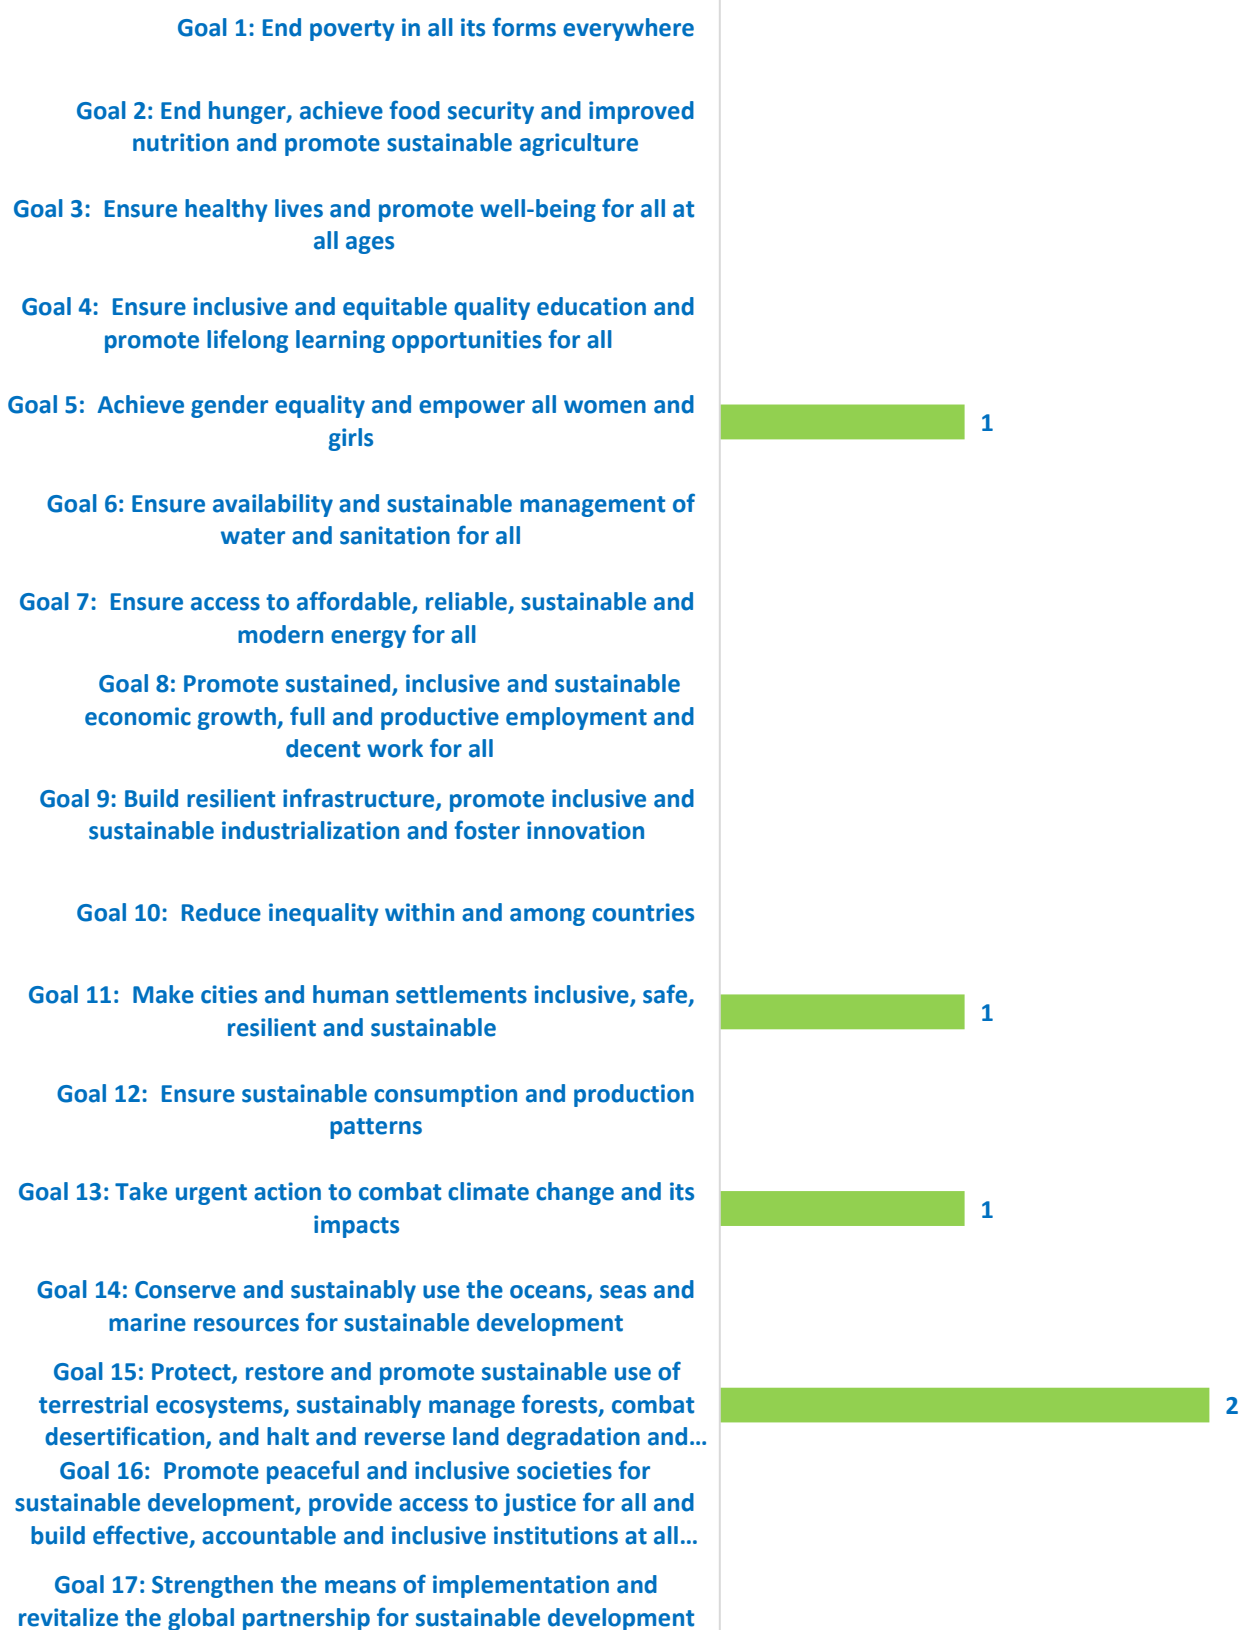 Goal 1: End poverty in all its forms everywhere
Goal 2: End hunger, achieve food security and improved
nutrition and promote sustainable agriculture
Goal 3:  Ensure healthy lives and promote well-being for all at
all ages
Goal 4:  Ensure inclusive and equitable quality education and
promote lifelong learning opportunities for all
Goal 5:  Achieve gender equality and empower all women and
girls
1
Goal 6: Ensure availability and sustainable management of
water and sanitation for all
Goal 7:  Ensure access to affordable, reliable, sustainable and
modern energy for all
Goal 8: Promote sustained, inclusive and sustainable
economic growth, full and productive employment and
decent work for all
Goal 9: Build resilient infrastructure, promote inclusive and
sustainable industrialization and foster innovation
Goal 10:  Reduce inequality within and among countries
Goal 11:  Make cities and human settlements inclusive, safe,
resilient and sustainable
1
Goal 12:  Ensure sustainable consumption and production
patterns
Goal 13: Take urgent action to combat climate change and its
impacts
1
Goal 14: Conserve and sustainably use the oceans, seas and
marine resources for sustainable development
Goal 15: Protect, restore and promote sustainable use of
terrestrial ecosystems, sustainably manage forests, combat
desertification, and halt and reverse land degradation and…
2
Goal 16:  Promote peaceful and inclusive societies for
sustainable development, provide access to justice for all and
build effective, accountable and inclusive institutions at all…
Goal 17: Strengthen the means of implementation and
revitalize the global partnership for sustainable development